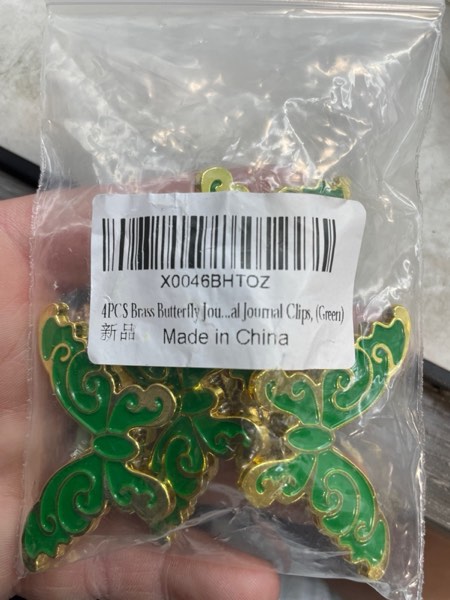 X0046BHTOZ
4PCS Brass Butterfly Jou...al Journal Clips, (Green)
新品 Made in China